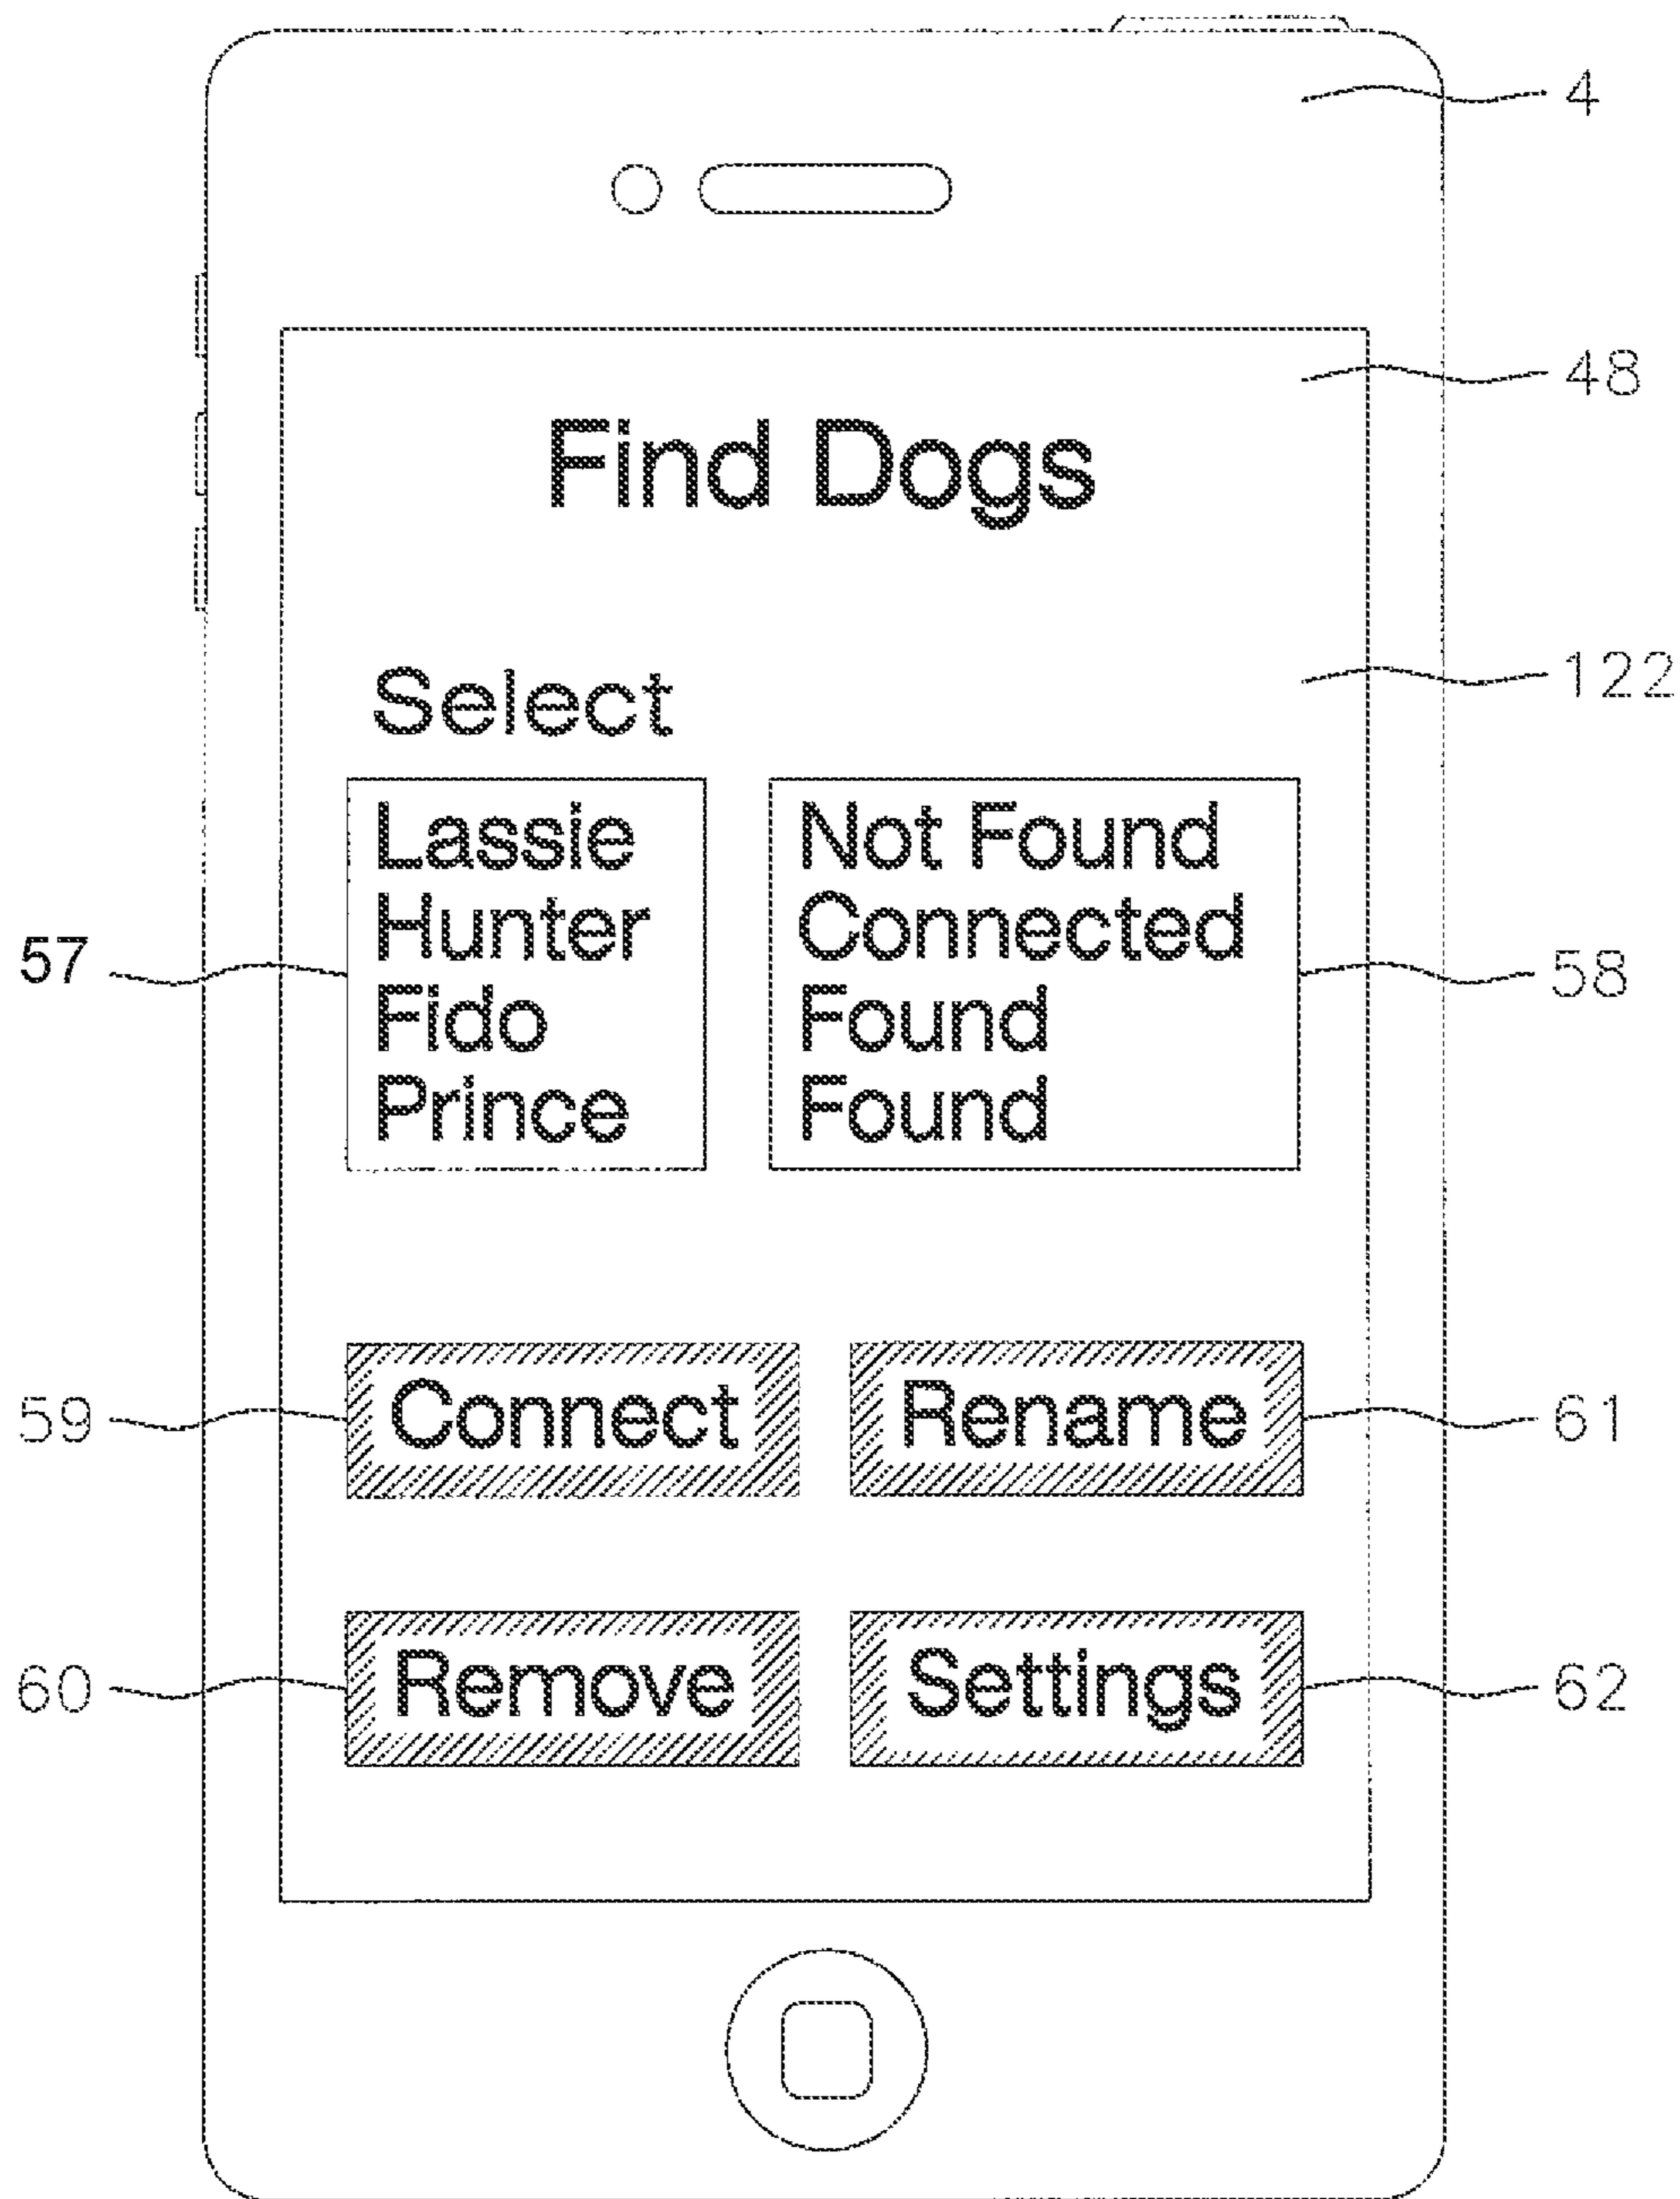 4
48
Find Dogs
122
Select
Lassie Not Found
Hunter Connected
57 58
Fido Found
Prince Found
59 Connect Rename 61
60 Remove Settings 62